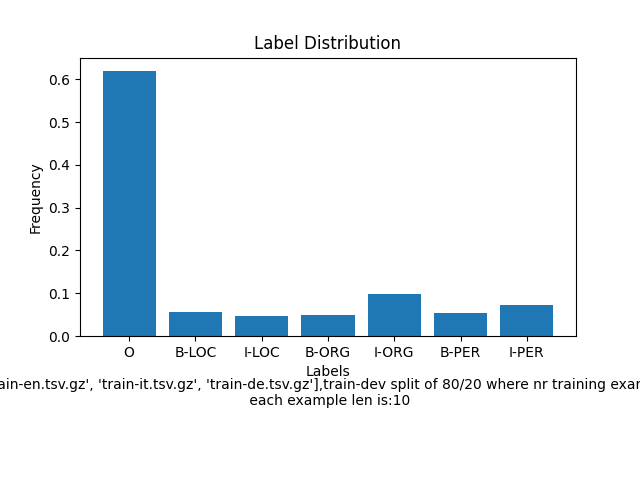 Label Distribution
Frequency
0.6
0.5
0.4
0.3
0.2
0.1
0.0
O B-LOC I-LOC B-ORG I-ORG B-PER I-PER
Labels
ain-en.tsv.gz', 'train-it.tsv.gz', 'train-de.tsv.gz'],train-dev split of 80/20 where nr training exar
each example len is:10